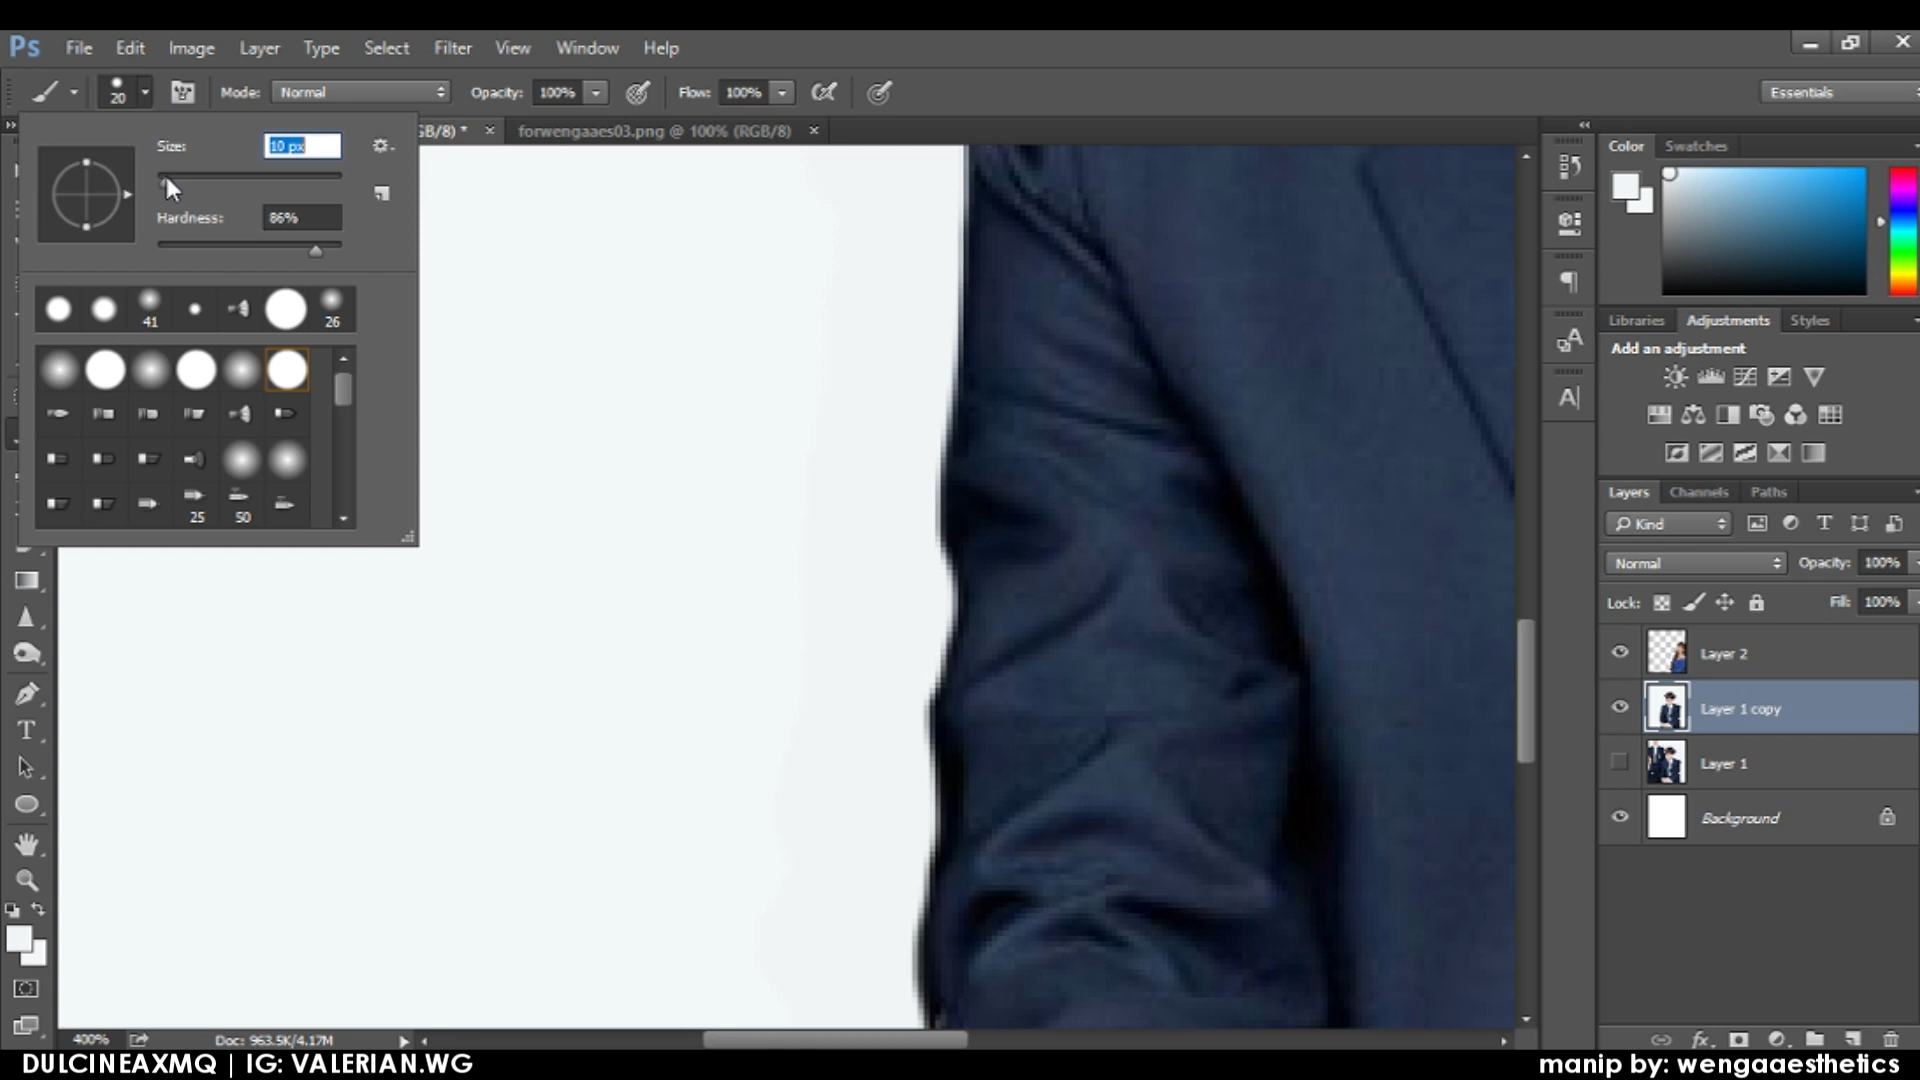 Ps File Edit Image Layer Type Select Filter View Window Help
20 Mode: Normal Opacity: 100% Flow: 100% Essentials
GB/8) * × forwengaaes03.png @ 100% (RGB/8) ×
Size: 10 px
Hardness: 86%
41 26
25 50
Color Swatches
Libraries Adjustments Styles
Add an adjustment
Layers Channels Paths
Kind
Normal Opacity: 100%
Lock: Fill: 100%
Layer 2
Layer 1 copy
Layer 1
Background
400% Doc: 963.5K/4.17M
DULCINEAXMQ | IG: VALERIAN.WG
manip by: wengaaesthetics